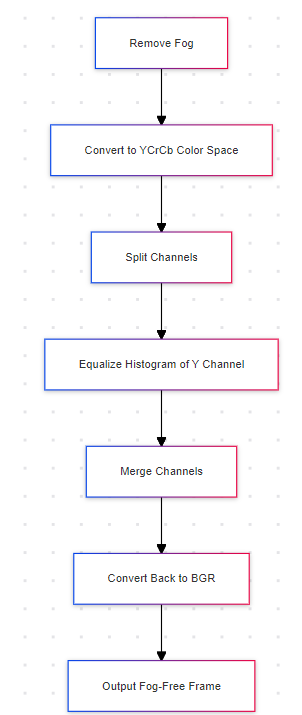 Remove Fog
Convert to YCrCb Color Space
Split Channels
Equalize Histogram of Y Channel
Merge Channels
Convert Back to BGR
Output Fog-Free Frame